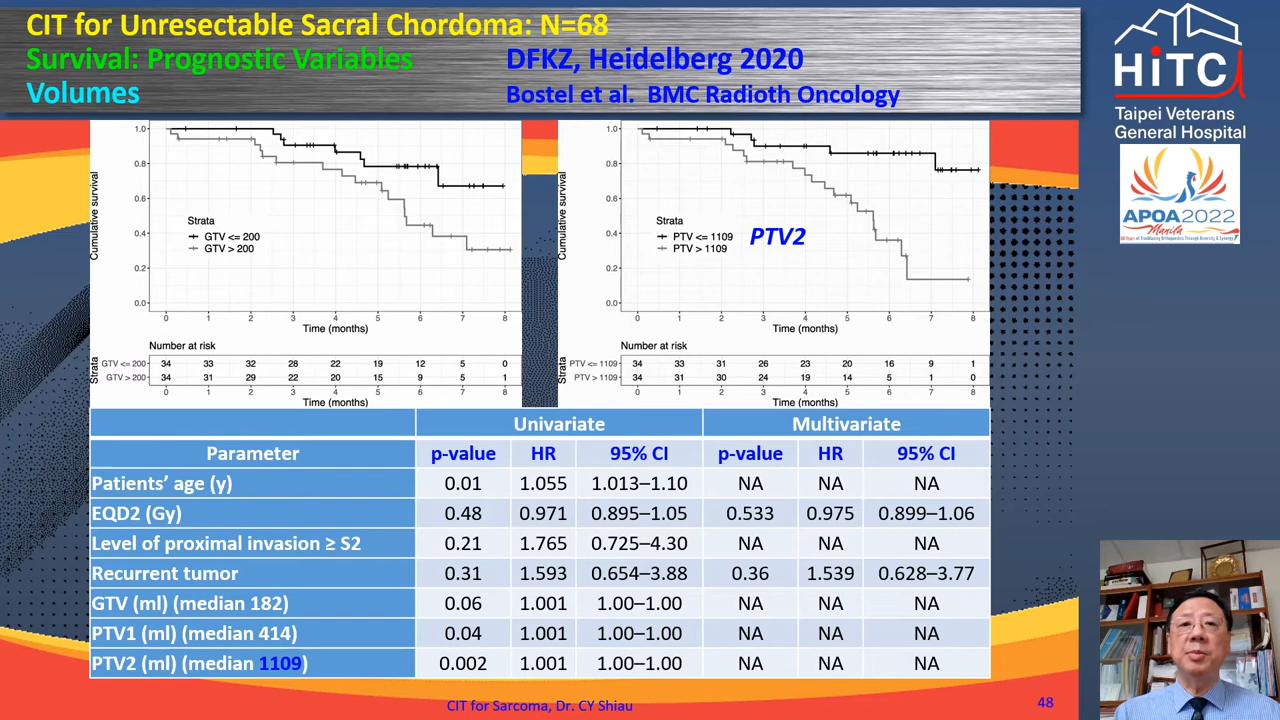 CIT for Unresectable Sacral Chordoma: N=68
Survival: Prognostic Variables DFKZ, Heidelberg 2020
Volumes Bostel et al. BMC Radioth Oncology
HiTC
Taipei Veterans
General Hospital
APOA2022
Manila
Cumulative survival
1.0
0.8
0.6
0.4
0.2
0.0
Strata
GTV <= 200
GTV > 200
0 1 2 3 4 5 6 7 8
Time (months)
Number at risk
Strata
GTV <= 200 34 33 32 28 22 19 12 5 0
GTV > 200 34 31 29 22 20 15 9 5 1
0 1 2 3 4 5 6 7 8
Time (months)
Cumulative survival
1.0
0.8
0.6
0.4
0.2
0.0
Strata
PTV <= 1109
PTV > 1109
PTV2
0 1 2 3 4 5 6 7 8
Time (months)
Number at risk
Strata
PTV <= 1109 34 33 31 26 23 20 16 9 1
PTV > 1109 34 31 30 24 19 14 5 1 0
0 1 2 3 4 5 6 7 8
Time (months)
Univariate Multivariate
Parameter p-value HR 95% CI p-value HR 95% CI
Patients’ age (y) 0.01 1.055 1.013–1.10 NA NA NA
EQD2 (Gy) 0.48 0.971 0.895–1.05 0.533 0.975 0.899–1.06
Level of proximal invasion ≥ S2 0.21 1.765 0.725–4.30 NA NA NA
Recurrent tumor 0.31 1.593 0.654–3.88 0.36 1.539 0.628–3.77
GTV (ml) (median 182) 0.06 1.001 1.00–1.00 NA NA NA
PTV1 (ml) (median 414) 0.04 1.001 1.00–1.00 NA NA NA
PTV2 (ml) (median 1109) 0.002 1.001 1.00–1.00 NA NA NA
CIT for Sarcoma, Dr. CY Shiau
48